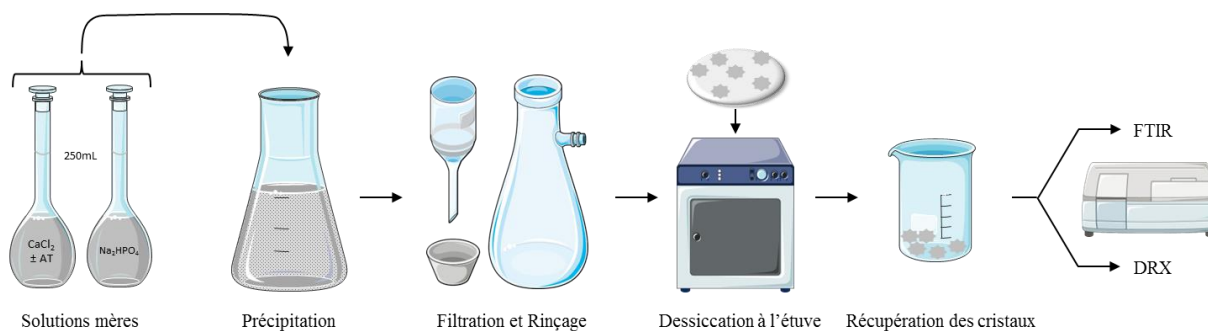 250mL
CaCl₂
± AT
Na₂HPO₄
FTIR
DRX
Solutions mères
Précipitation
Filtration et Rinçage
Dessiccation à l'étuve
Récupération des cristaux